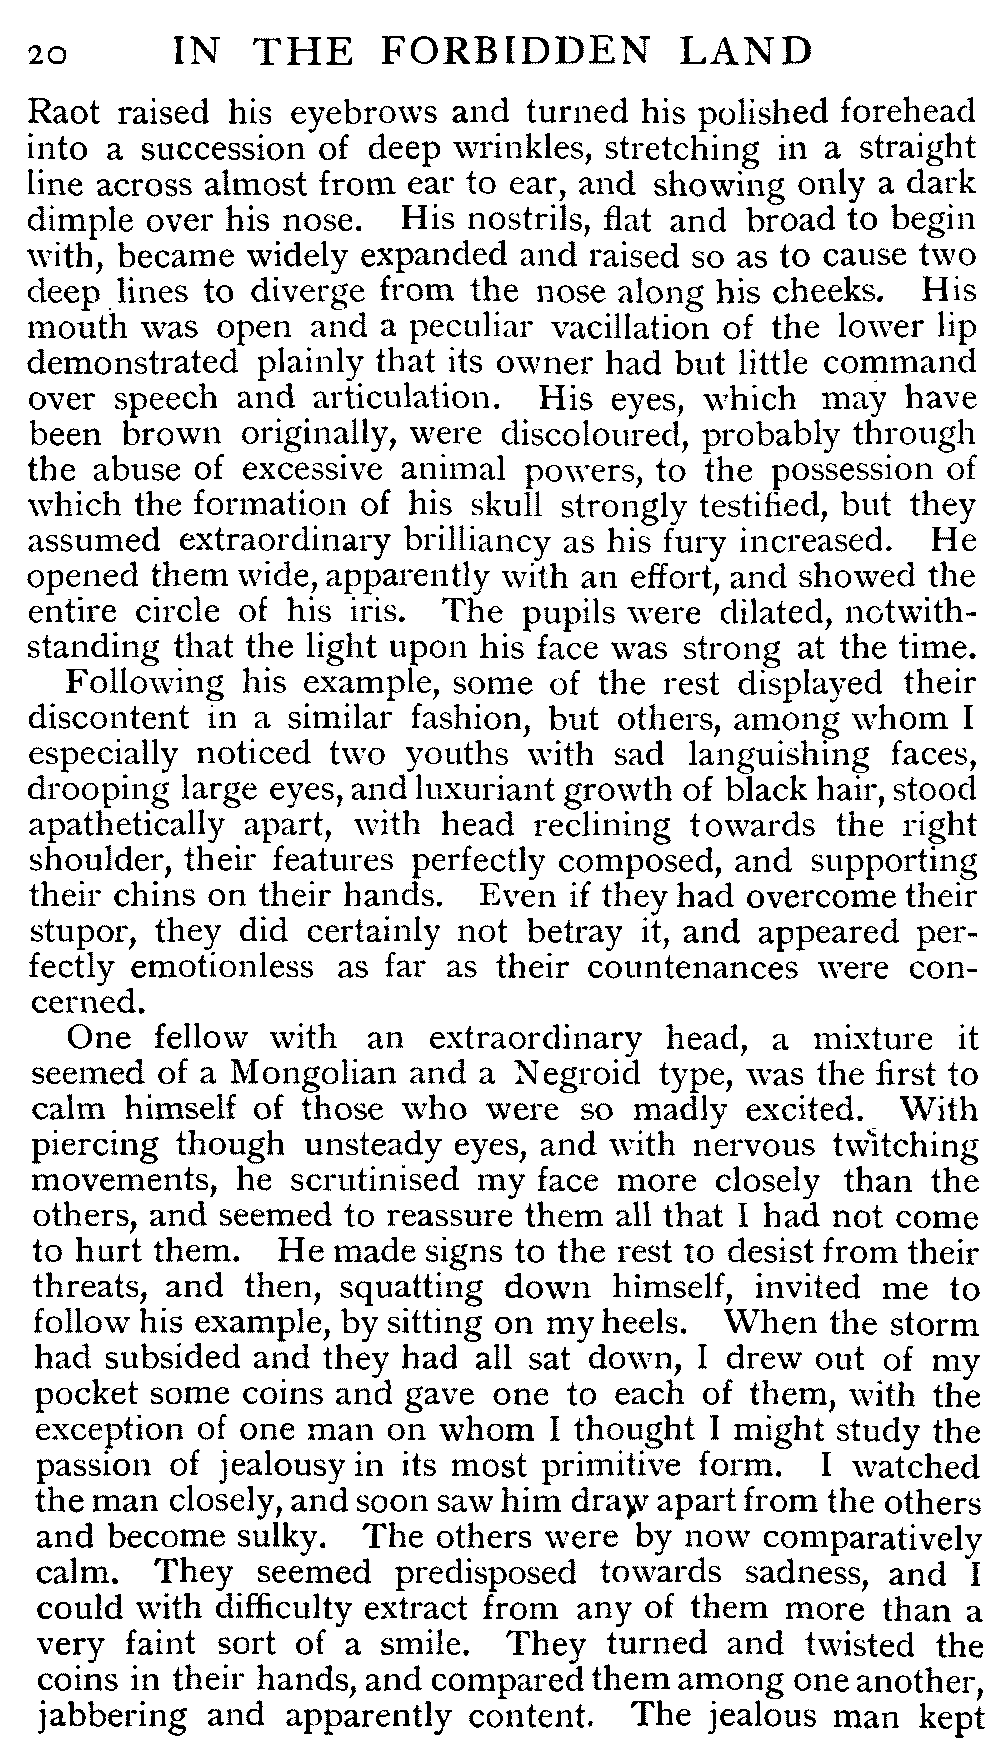 20 IN THE FORBIDDEN LAND
Raot raised his eyebrows and turned his polished forehead
into a succession of deep wrinkles, stretching in a straight
line across almost from ear to ear, and showing only a dark
dimple over his nose. His nostrils, flat and broad to begin
with, became widely expanded and raised so as to cause two
deep lines to diverge from the nose along his cheeks. His
mouth was open and a peculiar vacillation of the lower lip
demonstrated plainly that its owner had but little command
over speech and articulation. His eyes, which may have
been brown originally, were discoloured, probably through
the abuse of excessive animal powers, to the possession of
which the formation of his skull strongly testified, but they
assumed extraordinary brilliancy as his fury increased. He
opened them wide, apparently with an effort, and showed the
entire circle of his iris. The pupils were dilated, notwith-
standing that the light upon his face was strong at the time.
Following his example, some of the rest displayed their
discontent in a similar fashion, but others, among whom I
especially noticed two youths with sad languishing faces,
drooping large eyes, and luxuriant growth of black hair, stood
apathetically apart, with head reclining towards the right
shoulder, their features perfectly composed, and supporting
their chins on their hands. Even if they had overcome their
stupor, they did certainly not betray it, and appeared per-
fectly emotionless as far as their countenances were con-
cerned.
One fellow with an extraordinary head, a mixture it
seemed of a Mongolian and a Negroid type, was the first to
calm himself of those who were so madly excited. With
piercing though unsteady eyes, and with nervous twitching
movements, he scrutinised my face more closely than the
others, and seemed to reassure them all that I had not come
to hurt them. He made signs to the rest to desist from their
threats, and then, squatting down himself, invited me to
follow his example, by sitting on my heels. When the storm
had subsided and they had all sat down, I drew out of my
pocket some coins and gave one to each of them, with the
exception of one man on whom I thought I might study the
passion of jealousy in its most primitive form. I watched
the man closely, and soon saw him draw apart from the others
and become sulky. The others were by now comparatively
calm. They seemed predisposed towards sadness, and I
could with difficulty extract from any of them more than a
very faint sort of a smile. They turned and twisted the
coins in their hands, and compared them among one another,
jabbering and apparently content. The jealous man kept